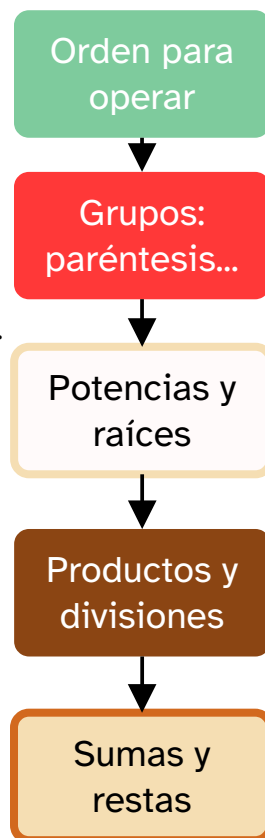 Orden para
operar
Grupos:
paréntesis...
Potencias y
raíces
Productos y
divisiones
Sumas y
restas